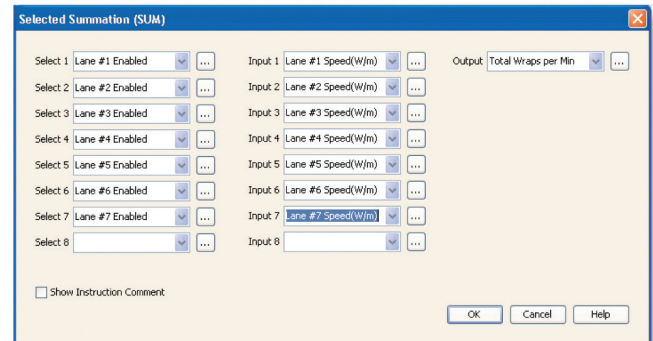 Selected Summation (SUM)
Select 1 Lane #1 Enabled ... Input 1 Lane #1 Speed(W/m) ... Output Total Wraps per Min ...
Select 2 Lane #2 Enabled ... Input 2 Lane #2 Speed(W/m) ...
Select 3 Lane #3 Enabled ... Input 3 Lane #3 Speed(W/m) ...
Select 4 Lane #4 Enabled ... Input 4 Lane #4 Speed(W/m) ...
Select 5 Lane #5 Enabled ... Input 5 Lane #5 Speed(W/m) ...
Select 6 Lane #6 Enabled ... Input 6 Lane #6 Speed(W/m) ...
Select 7 Lane #7 Enabled ... Input 7 Lane #7 Speed(W/m) ...
Select 8 ... Input 8 ...
Show Instruction Comment
OK Cancel Help